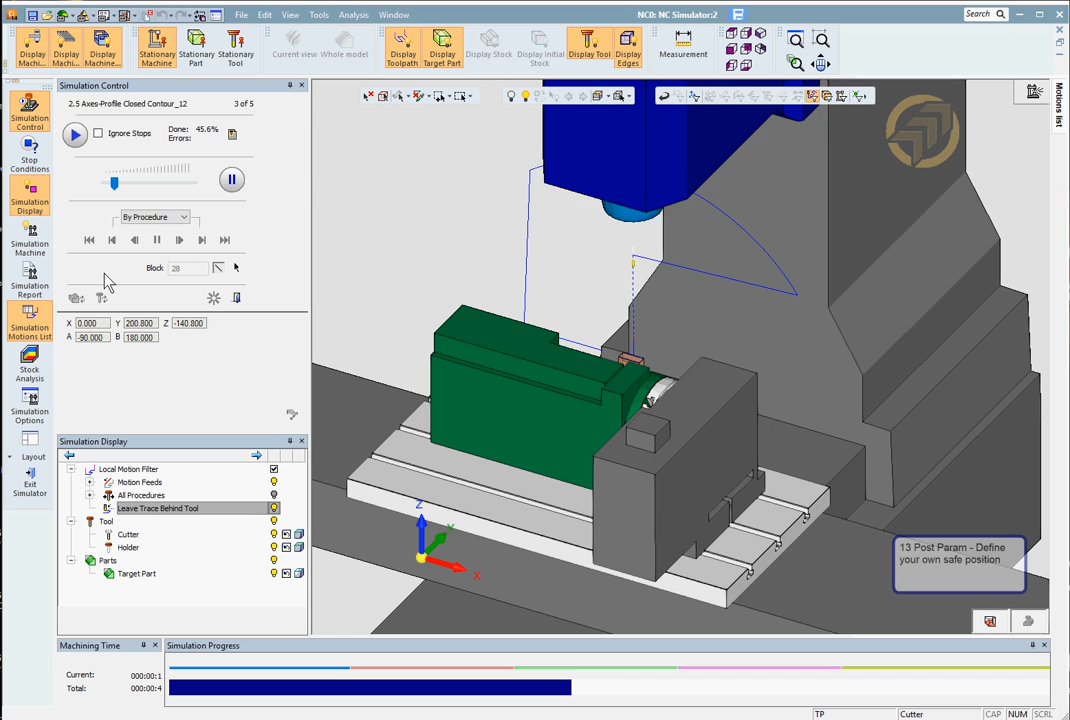 File Edit View Tools Analysis Window
NC0: NC Simulator:2
Search
Display Machi...
Display Machi...
Display Machine...
Stationary Machine
Stationary Part
Stationary Tool
Current view
Whole model
Display Toolpath
Display Target Part
Display Stock
Display Initial Stock
Display Tool
Display Edges
Measurement
Simulation Control
Stop Conditions
Simulation Display
Simulation Machine
Simulation Report
Simulation Motions List
Stock Analysis
Simulation Options
Layout
Exit Simulator
Simulation Control
2.5 Axes-Profile Closed Contour_12
3 of 5
Ignore Stops
Done: 45.6%
Errors:
By Procedure
Block 28
X 0.000 Y 200.800 Z -140.800
A -90.000 B 180.000
Simulation Display
Local Motion Filter
Motion Feeds
All Procedures
Leave Trace Behind Tool
Tool
Cutter
Holder
Parts
Target Part
Motions list
Z
Y
X
13 Post Param - Define
your own safe position
Machining Time
Current: 000:00:1
Total: 000:00:4
Simulation Progress
TP Cutter CAP NUM SCRL